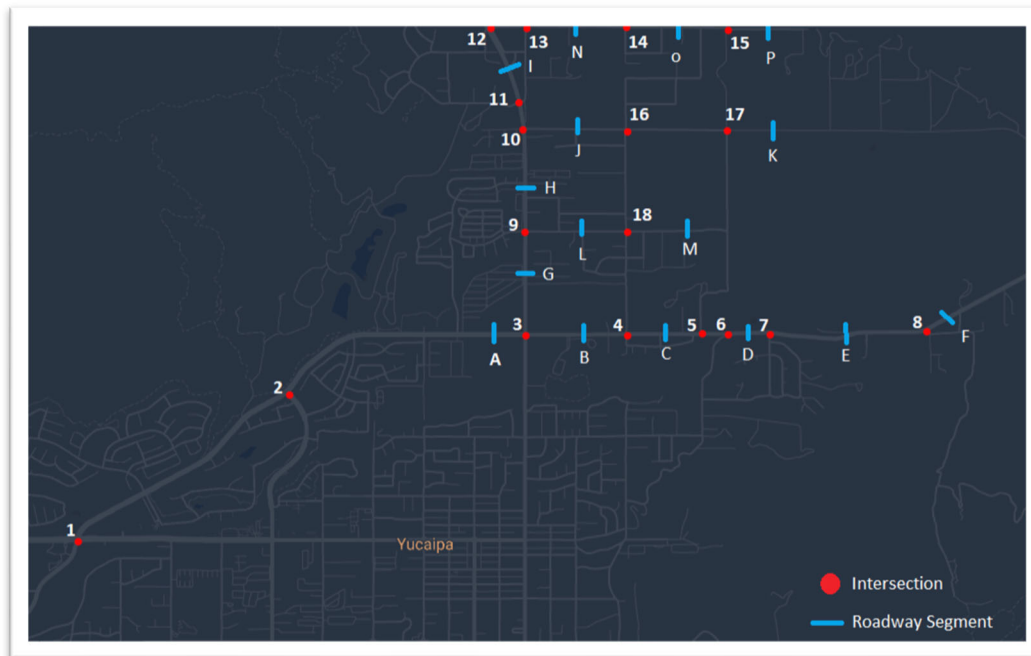 12
13
N
14
o
15
P
I
11
10
J
16
17
K
H
9
L
18
M
G
3
4
5
6
7
8
A
B
C
D
E
F
2
1
Yucaipa
Intersection
Roadway Segment